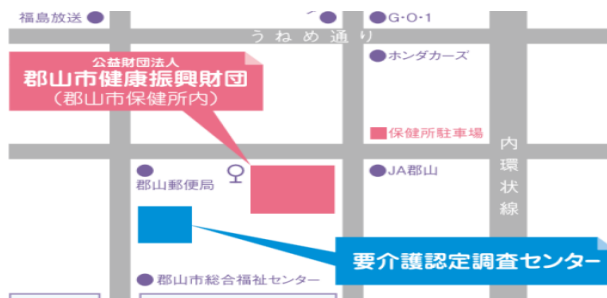 福島放送
G・O・1
うねめ通り
ホンダカーズ
公益財団法人
郡山市健康振興財団
(郡山市保健所内)
保健所駐車場
内環状線
郡山郵便局
JA郡山
要介護認定調査センター
郡山市総合福祉センター